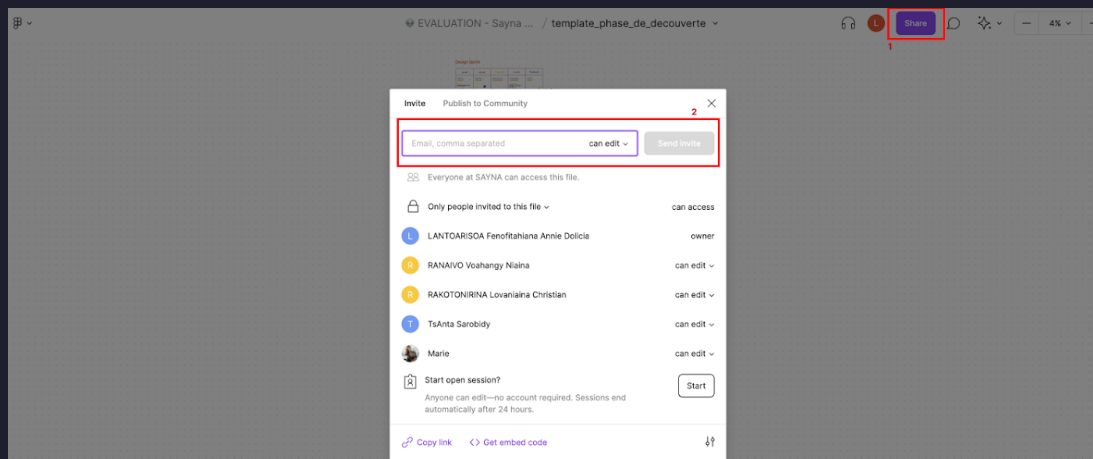 EVALUATION - Sayna ... / template_phase_de_decouverte
L
Share
4%
1
Design Sprint
Invite Publish to Community
2
Email, comma separated can edit Send Invite
Everyone at SAYNA can access this file.
Only people invited to this file can access
L LANTOARISOA Fenofitahiana Annie Dolicia owner
R RANAIVO Voahangy Niaina can edit
R RAKOTONIRINA Lovaniaina Christian can edit
T TsAnta Sarobidy can edit
Marie can edit
Start open session? Start
Anyone can edit—no account required. Sessions end
automatically after 24 hours.
Copy link <> Get embed code